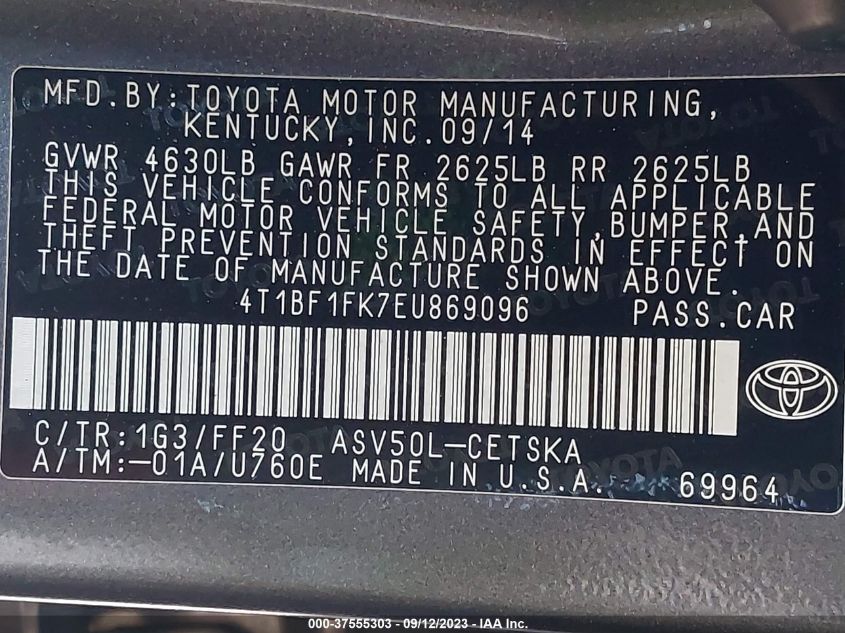 MFD.BY:TOYOTA MOTOR MANUFACTURING,
KENTUCKY,INC.09/14
GVWR 4630LB GAWR FR 2625LB RR 2625LB
THIS VEHICLE CONFORMS TO ALL APPLICABLE
FEDERAL MOTOR VEHICLE SAFETY,BUMPER,AND
THEFT PREVENTION STANDARDS IN EFFECT ON
THE DATE OF MANUFACTURE SHOWN ABOVE.
4T1BF1FK7EU869096 PASS.CAR
C/TR:1G3/FF20 ASV50L-CETSKA
A/TM:-01A/U760E MADE IN U.S.A. 69964
000-37555303 - 09/12/2023 - IAA Inc.